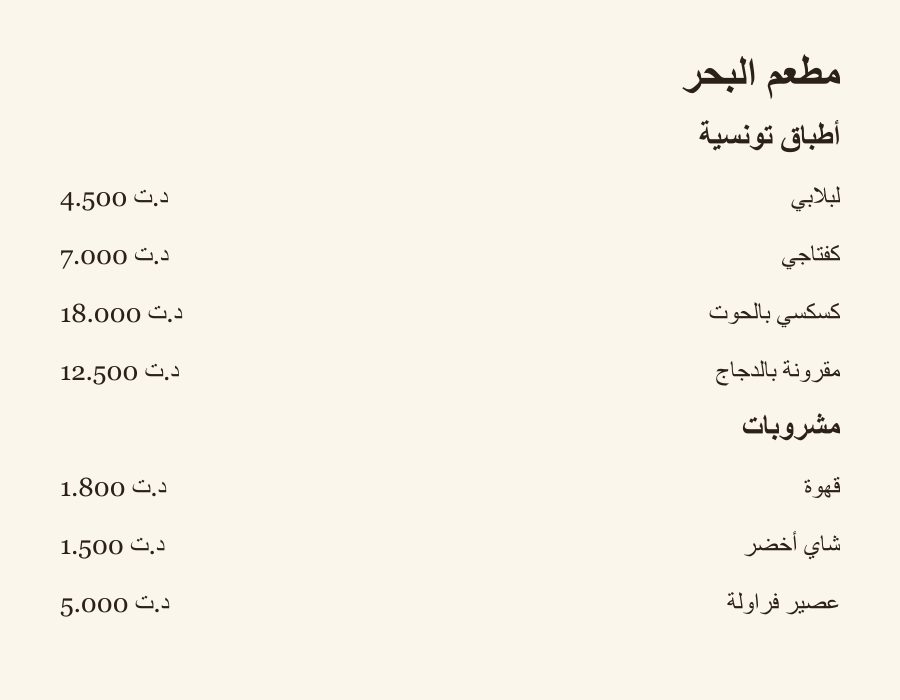 مطعم البحر
أطباق تونسية
لبلابي 4.500 د.ت
كفتاجي 7.000 د.ت
كسكسي بالحوت 18.000 د.ت
مقرونة بالدجاج 12.500 د.ت
مشروبات
قهوة 1.800 د.ت
شاي أخضر 1.500 د.ت
عصير فراولة 5.000 د.ت